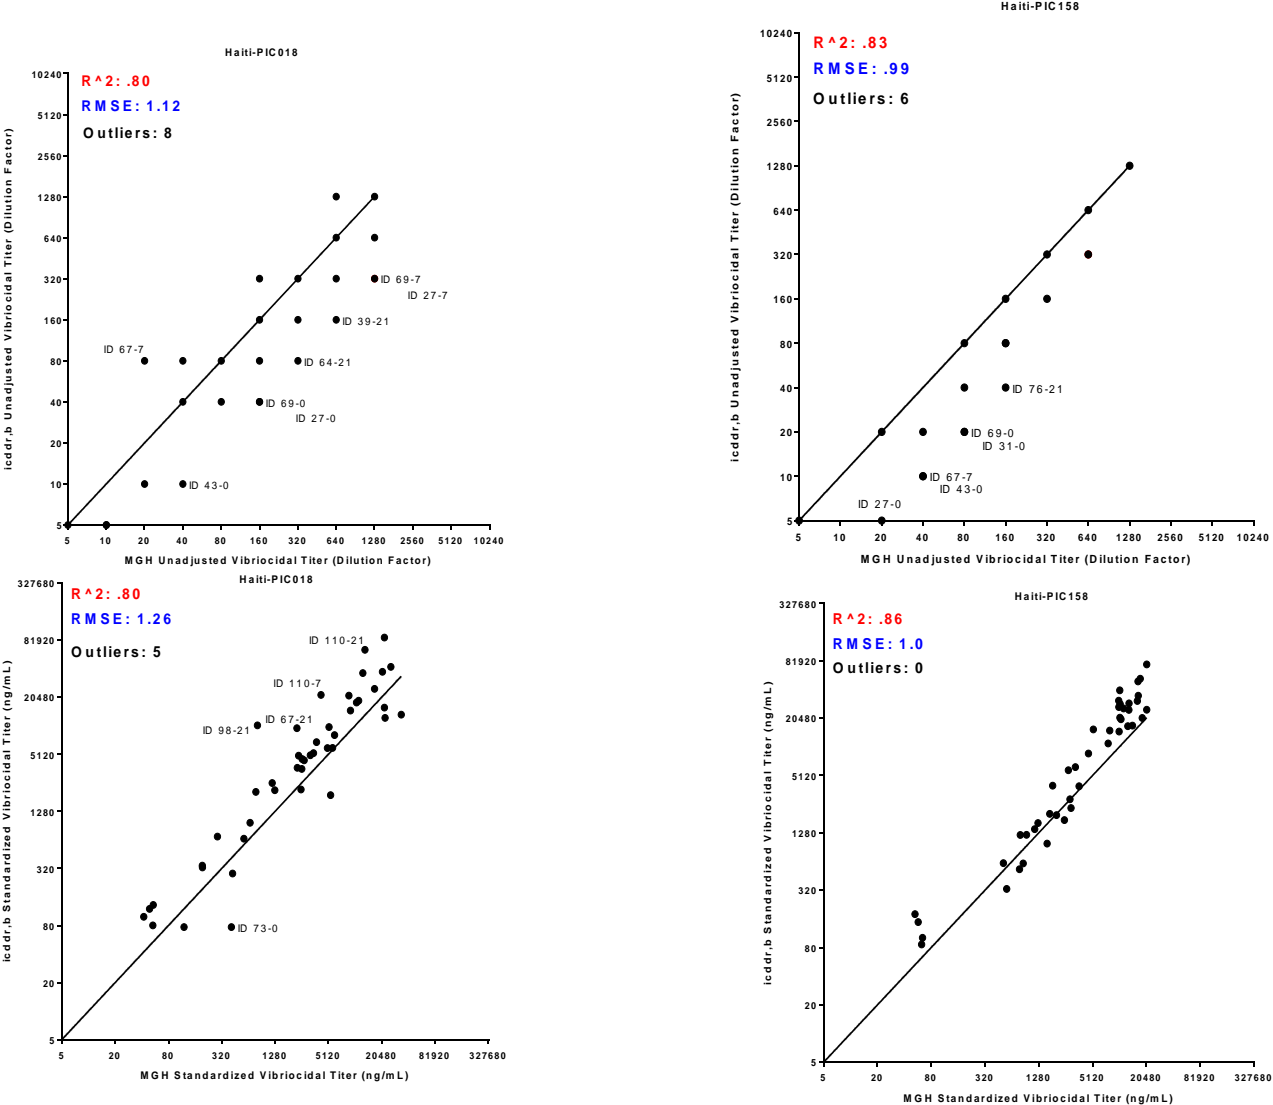 Haiti-PIC018
R^2: .80
RMSE: 1.12
Outliers: 8
icddr,b Unadjusted Vibriocidal Titer (Dilution Factor)
10240
5120
2560
1280
640
320
160
80
40
20
10
5
ID 69-7
ID 27-7
ID 39-21
ID 67-7
ID 64-21
ID 69-0
ID 27-0
ID 43-0
5 10 20 40 80 160 320 640 1280 2560 5120 10240
MGH Unadjusted Vibriocidal Titer (Dilution Factor)
Haiti-PIC158
R^2: .83
RMSE: .99
Outliers: 6
icddr,b Unadjusted Vibriocidal Titer (Dilution Factor)
10240
5120
2560
1280
640
320
160
80
40
20
10
5
ID 76-21
ID 69-0
ID 31-0
ID 67-7
ID 43-0
ID 27-0
5 10 20 40 80 160 320 640 1280 2560 5120 10240
MGH Unadjusted Vibriocidal Titer (Dilution Factor)
Haiti-PIC018
R^2: .80
RMSE: 1.26
Outliers: 5
icddr,b Standardized Vibriocidal Titer (ng/mL)
327680
81920
20480
5120
1280
320
80
20
5
ID 110-21
ID 110-7
ID 67-21
ID 98-21
ID 73-0
5 20 80 320 1280 5120 20480 81920 327680
MGH Standardized Vibriocidal Titer (ng/mL)
Haiti-PIC158
R^2: .86
RMSE: 1.0
Outliers: 0
icddr,b Standardized Vibriocidal Titer (ng/mL)
327680
81920
20480
5120
1280
320
80
20
5
5 20 80 320 1280 5120 20480 81920 327680
MGH Standardized Vibriocidal Titer (ng/mL)